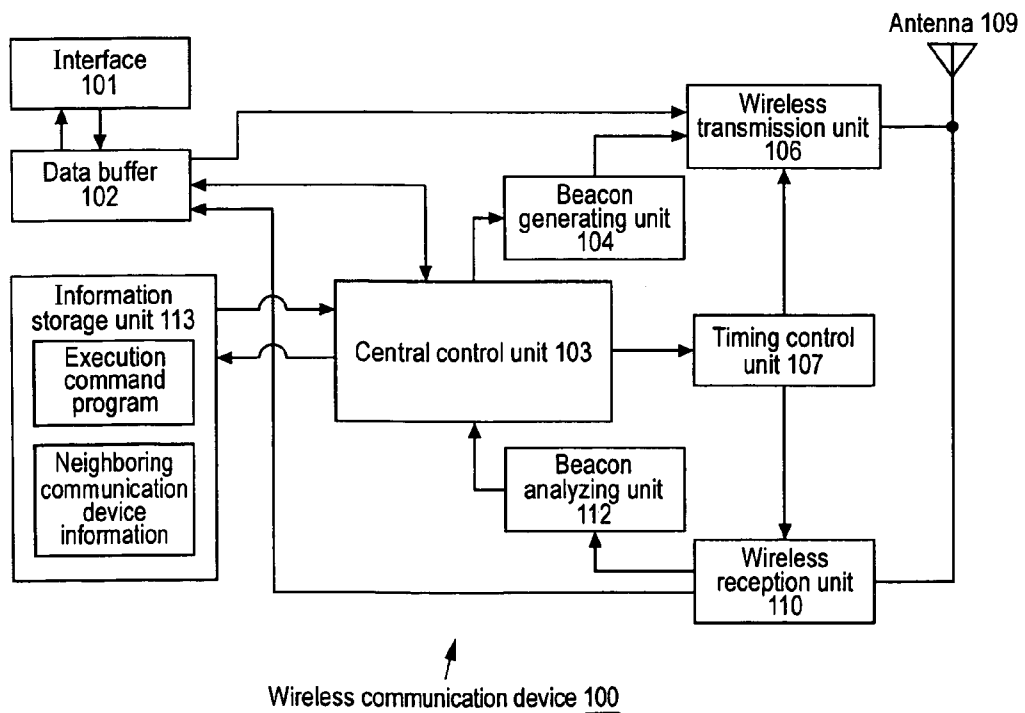 Antenna 109
Interface
101
Wireless
transmission unit
106
Data buffer
102
Beacon
generating unit
104
Information
storage unit 113
Execution
command
program
Neighboring
communication
device
information
Central control unit 103
Timing control
unit 107
Beacon
analyzing unit
112
Wireless
reception unit
110
Wireless communication device 100